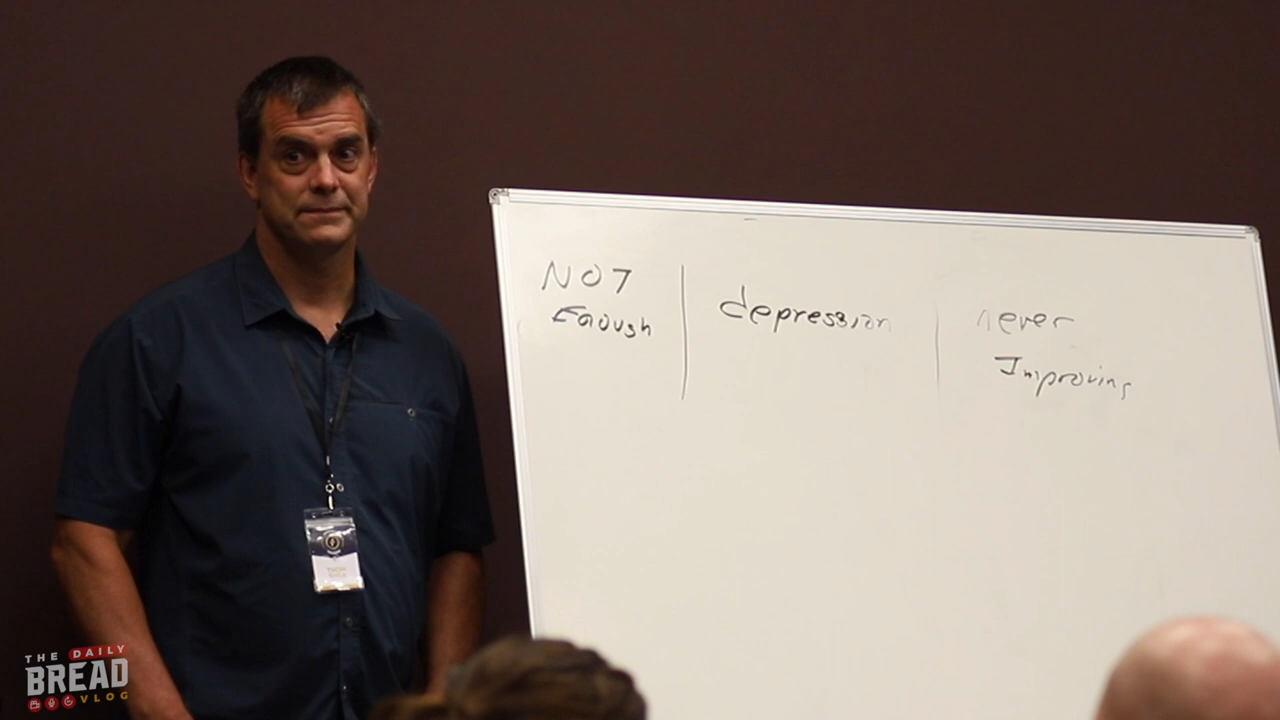 NOT
Enough
depression
never
Improving
THE DAILY
BREAD
VLOG